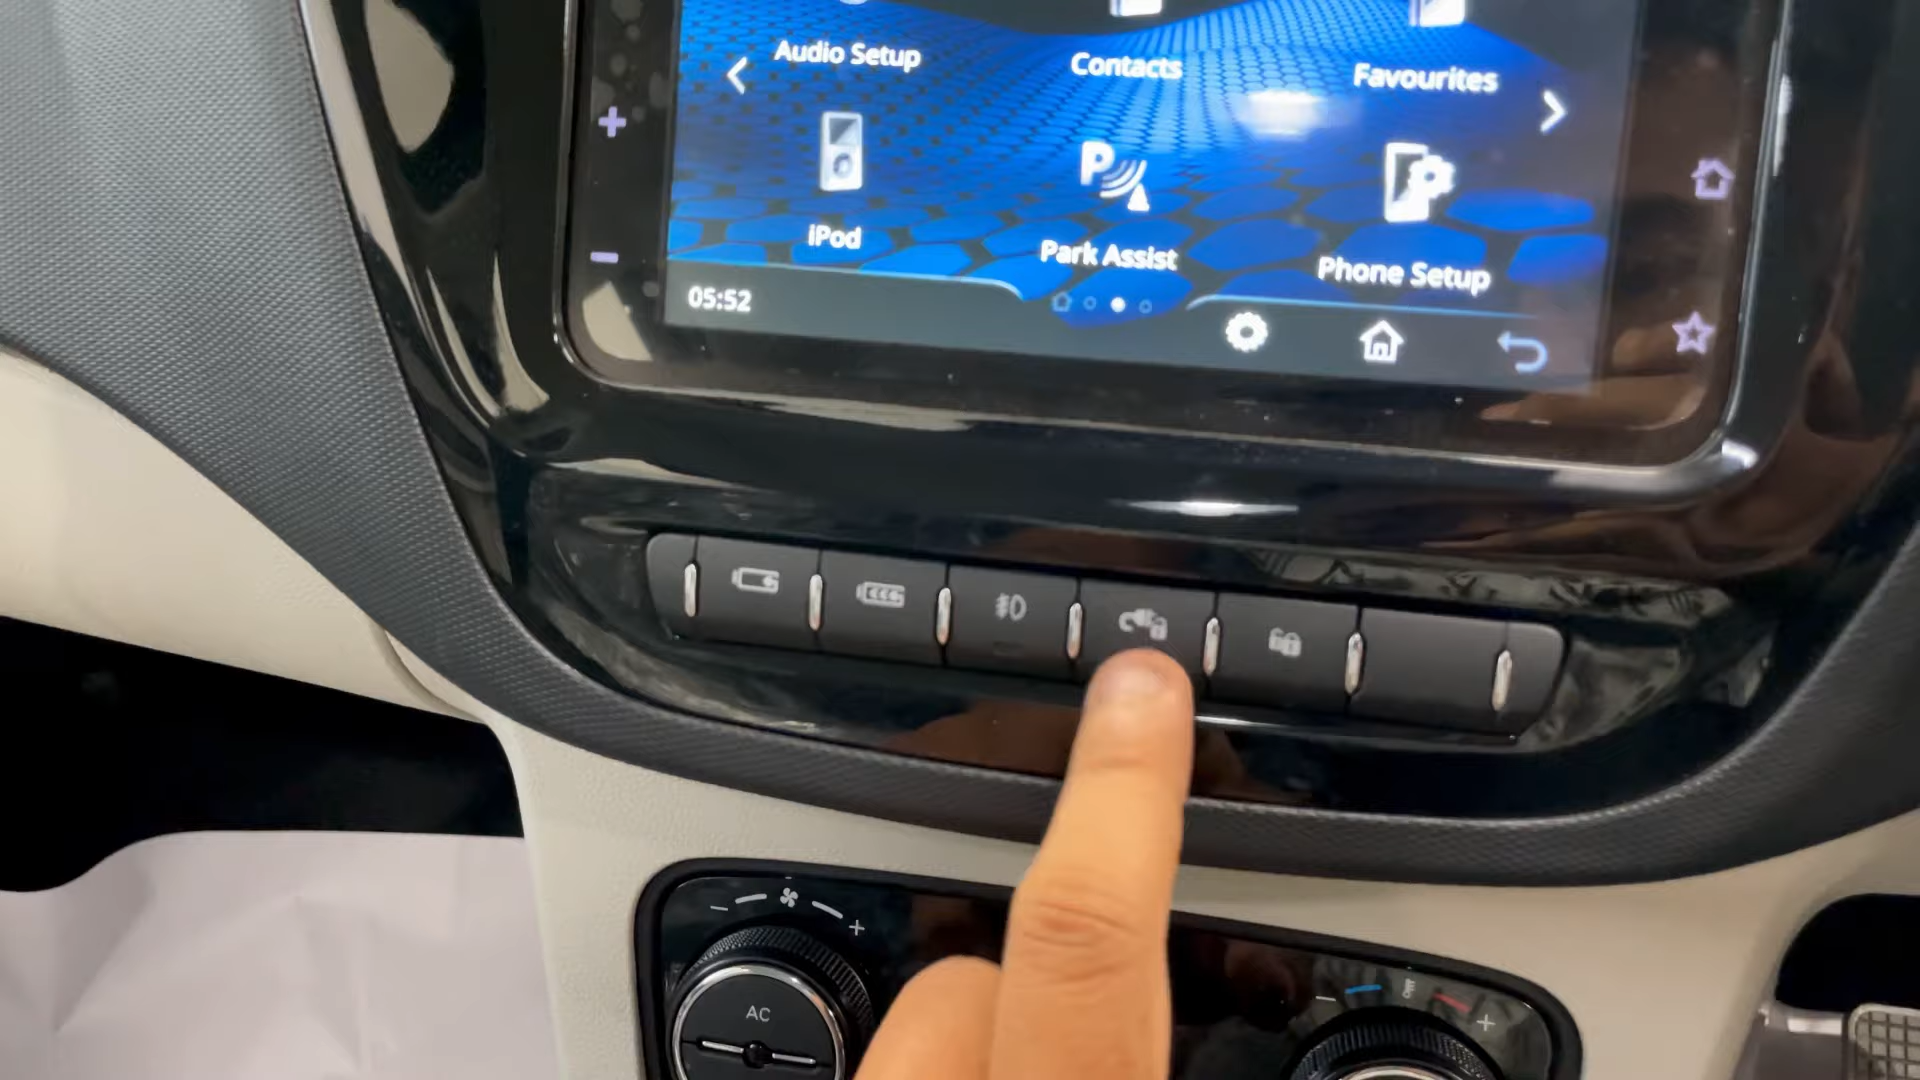 Audio Setup
Contacts
Favourites
iPod
Park Assist
Phone Setup
05:52
AC